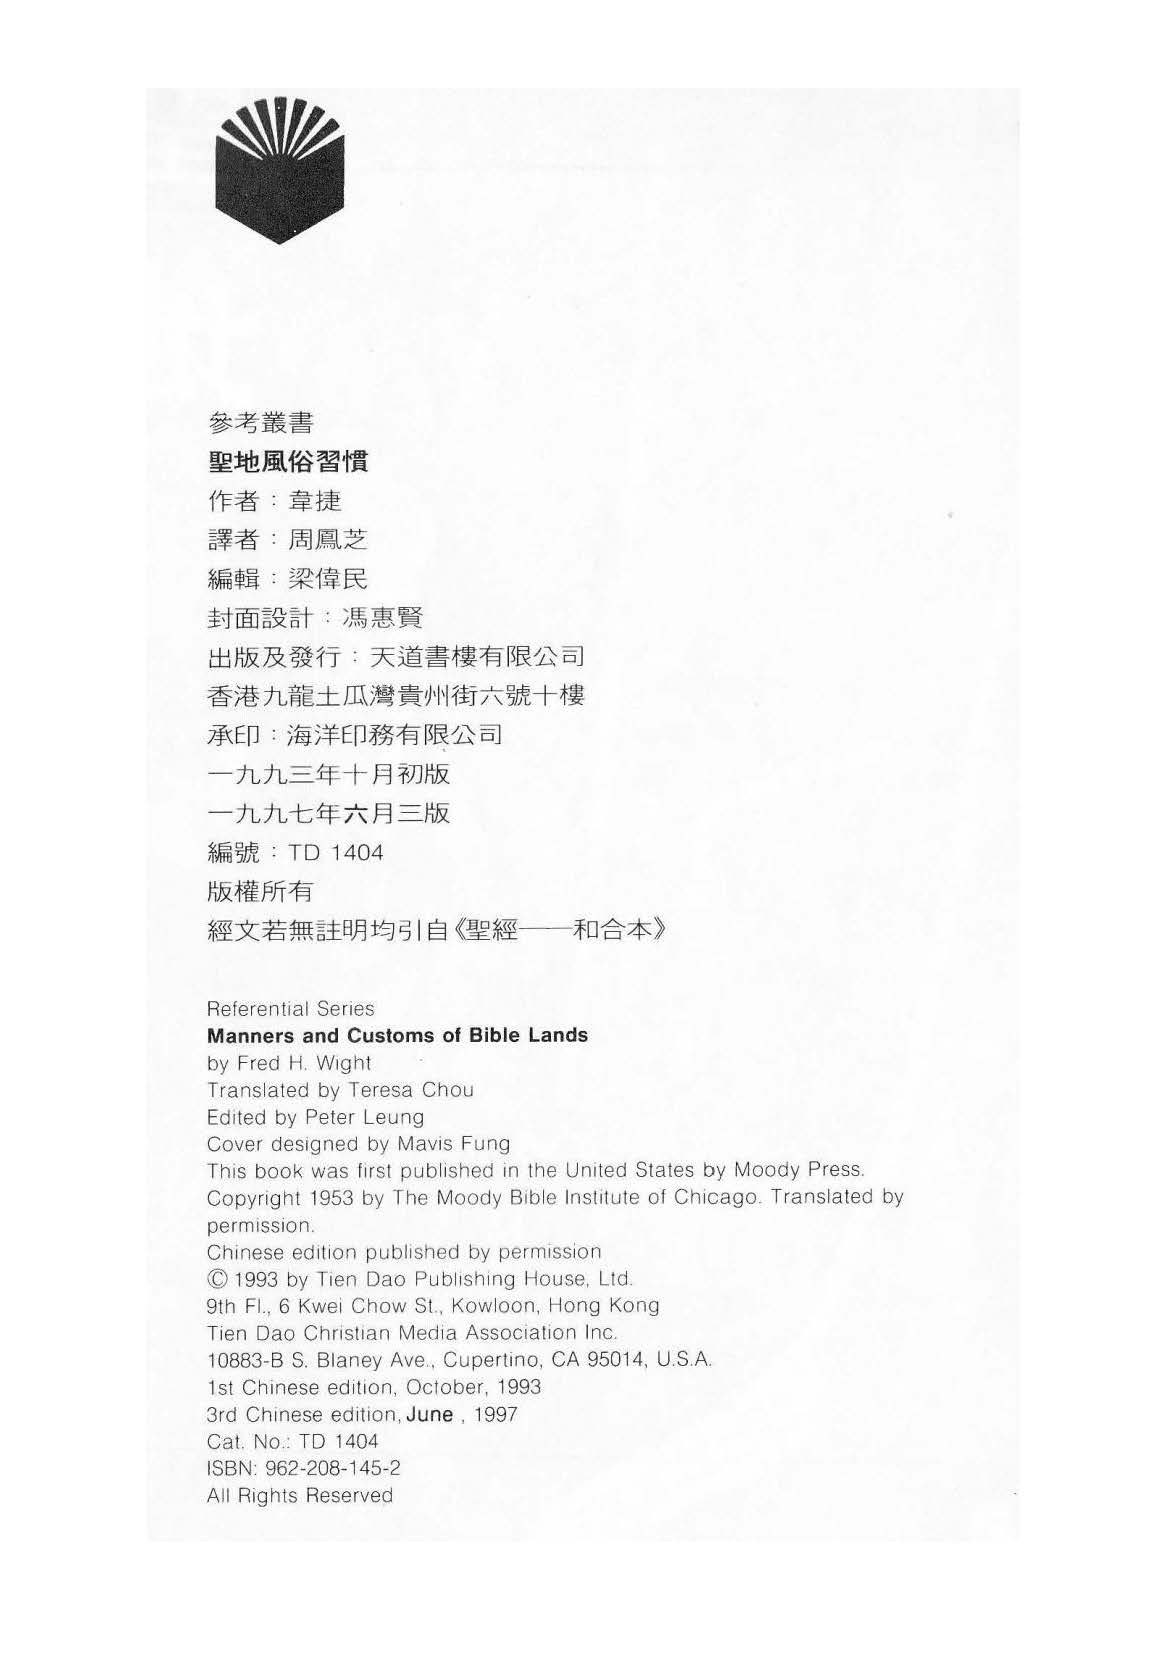 參考叢書
聖地風俗習慣
作者：韋捷
譯者：周鳳芝
編輯：梁偉民
封面設計：馮惠賢
出版及發行：天道書樓有限公司
香港九龍土瓜灣貴州街六號十樓
承印：海洋印務有限公司
一九九三年十月初版
一九九七年六月三版
編號：TD 1404
版權所有
經文若無註明均引自《聖經——和合本》
Referential Series
Manners and Customs of Bible Lands
by Fred H. Wight
Translated by Teresa Chou
Edited by Peter Leung
Cover designed by Mavis Fung
This book was first published in the United States by Moody Press.
Copyright 1953 by The Moody Bible Institute of Chicago. Translated by
permission.
Chinese edition published by permission
© 1993 by Tien Dao Publishing House, Ltd.
9th Fl., 6 Kwei Chow St., Kowloon, Hong Kong
Tien Dao Christian Media Association Inc.
10883-B S. Blaney Ave., Cupertino, CA 95014, U.S.A.
1st Chinese edition, October, 1993
3rd Chinese edition, June , 1997
Cat. No.: TD 1404
ISBN: 962-208-145-2
All Rights Reserved